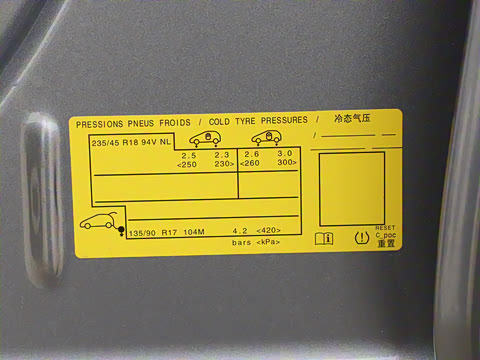 PRESSIONS PNEUS FROIDS / COLD TYRE PRESSURES / 冷态气压
235/45 R18 94V NL
2.5 2.3 2.6 3.0
<250 230> <260 300>
135/90 R17 104M 4.2 <420>
bars <kPa>
RESET
C_poc
重置